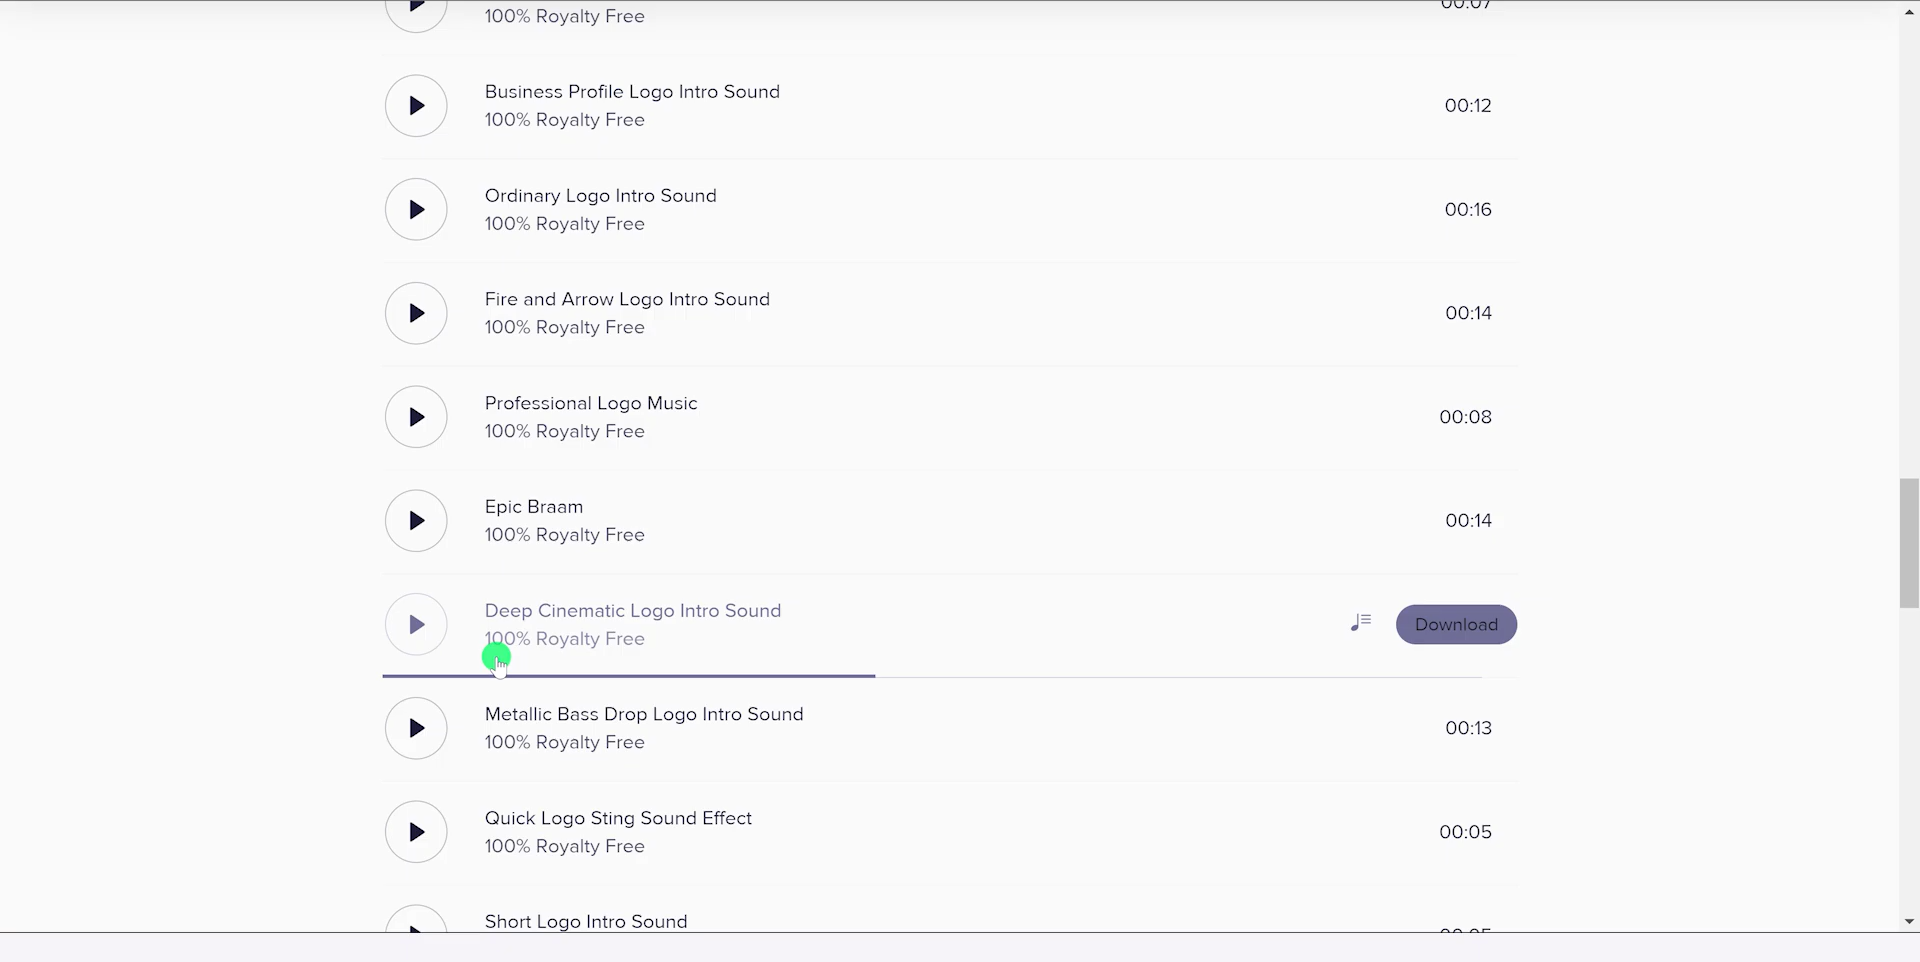 100% Royalty Free
00:07
Business Profile Logo Intro Sound
100% Royalty Free
00:12
Ordinary Logo Intro Sound
100% Royalty Free
00:16
Fire and Arrow Logo Intro Sound
100% Royalty Free
00:14
Professional Logo Music
100% Royalty Free
00:08
Epic Braam
100% Royalty Free
00:14
Deep Cinematic Logo Intro Sound
100% Royalty Free
Download
Metallic Bass Drop Logo Intro Sound
100% Royalty Free
00:13
Quick Logo Sting Sound Effect
100% Royalty Free
00:05
Short Logo Intro Sound